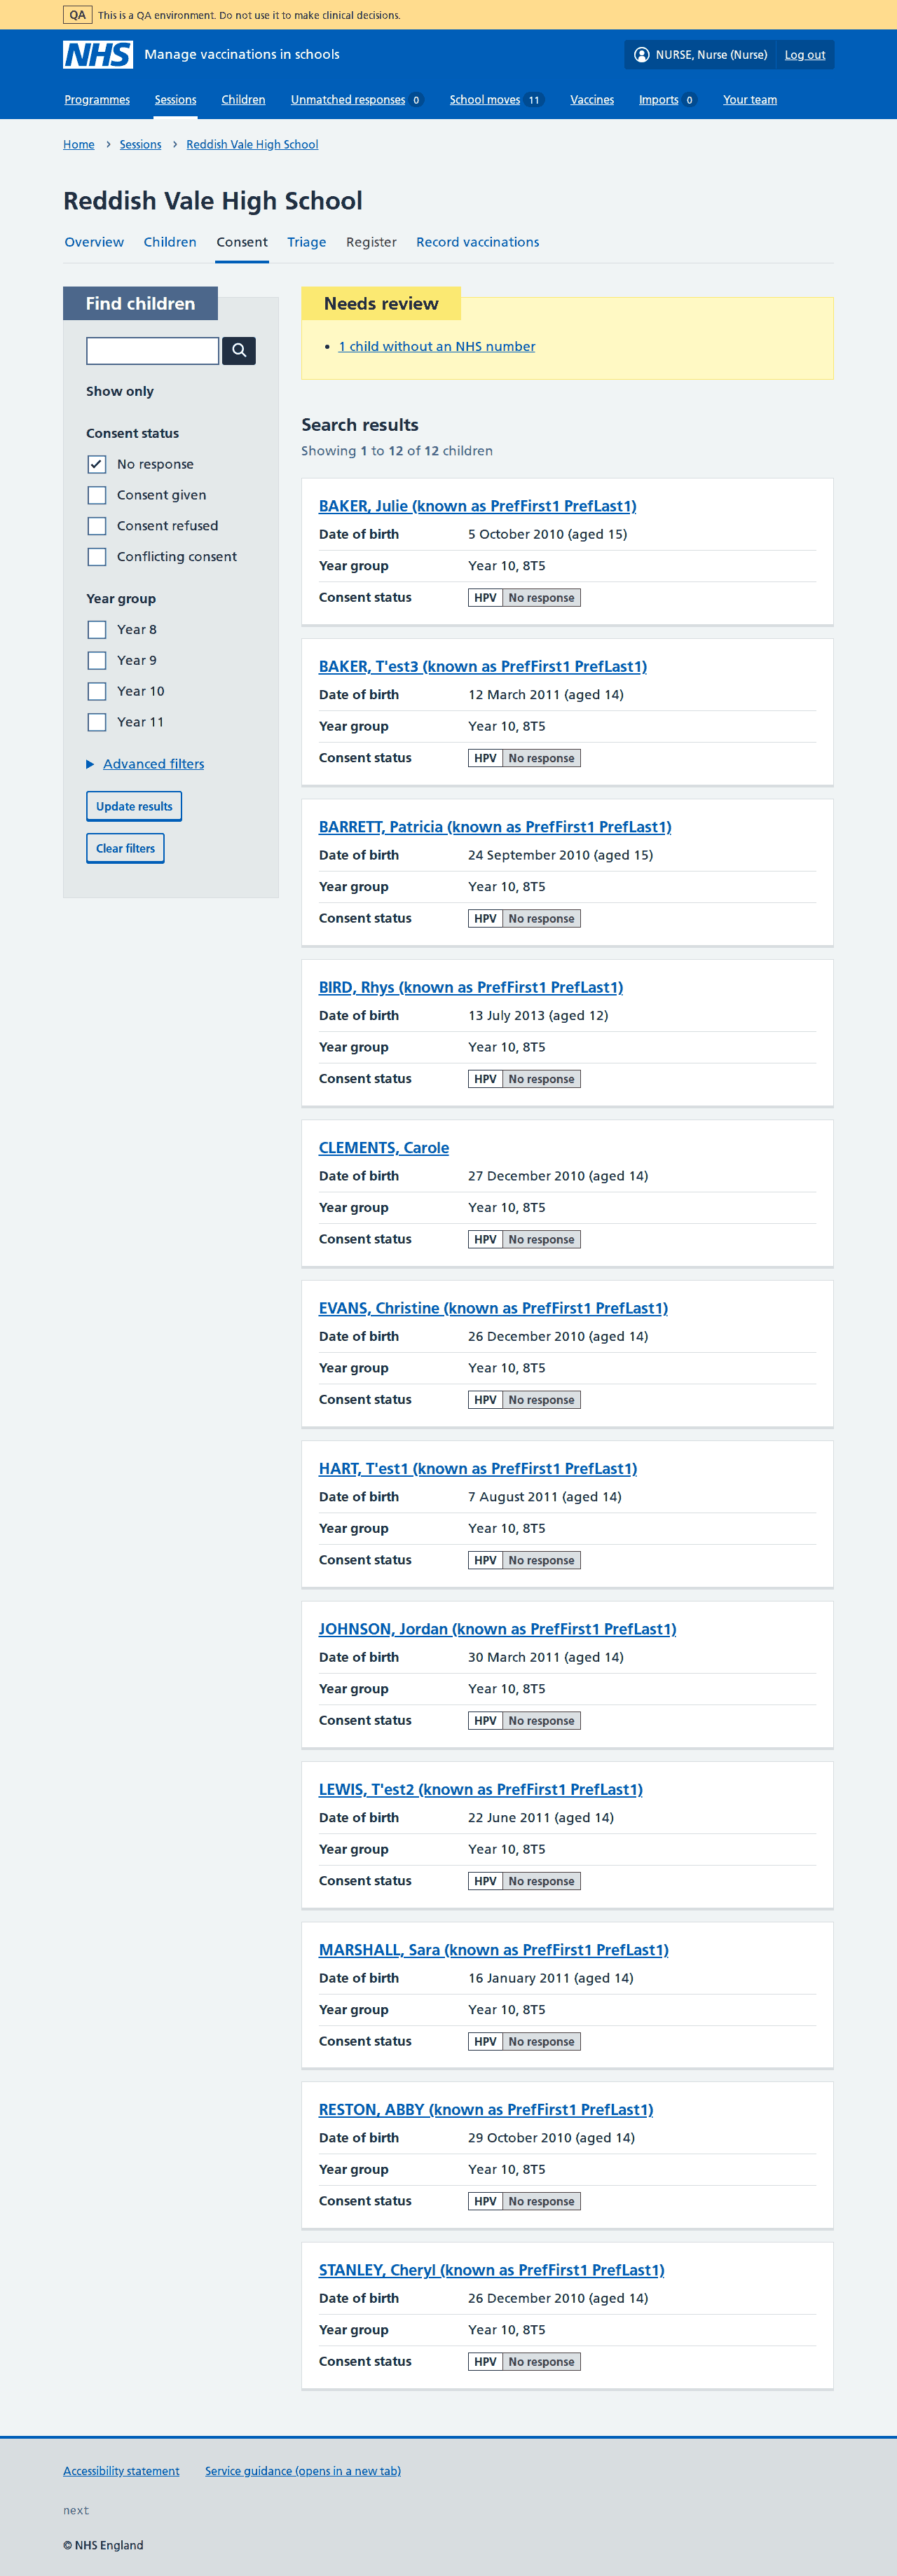 QA This is a QA environment. Do not use it to make clinical decisions.
NHS Manage vaccinations in schools NURSE, Nurse (Nurse) Log out
Programmes Sessions Children Unmatched responses 0 School moves 11 Vaccines Imports 0 Your team
Home Sessions Reddish Vale High School
Reddish Vale High School
Overview Children Consent Triage Register Record vaccinations
Find children
Show only
Consent status
No response
Consent given
Consent refused
Conflicting consent
Year group
Year 8
Year 9
Year 10
Year 11
Advanced filters
Update results
Clear filters
Needs review
1 child without an NHS number
Search results
Showing 1 to 12 of 12 children
BAKER, Julie (known as PrefFirst1 PrefLast1)
Date of birth 5 October 2010 (aged 15)
Year group Year 10, 8T5
Consent status HPV No response
BAKER, T'est3 (known as PrefFirst1 PrefLast1)
Date of birth 12 March 2011 (aged 14)
Year group Year 10, 8T5
Consent status HPV No response
BARRETT, Patricia (known as PrefFirst1 PrefLast1)
Date of birth 24 September 2010 (aged 15)
Year group Year 10, 8T5
Consent status HPV No response
BIRD, Rhys (known as PrefFirst1 PrefLast1)
Date of birth 13 July 2013 (aged 12)
Year group Year 10, 8T5
Consent status HPV No response
CLEMENTS, Carole
Date of birth 27 December 2010 (aged 14)
Year group Year 10, 8T5
Consent status HPV No response
EVANS, Christine (known as PrefFirst1 PrefLast1)
Date of birth 26 December 2010 (aged 14)
Year group Year 10, 8T5
Consent status HPV No response
HART, T'est1 (known as PrefFirst1 PrefLast1)
Date of birth 7 August 2011 (aged 14)
Year group Year 10, 8T5
Consent status HPV No response
JOHNSON, Jordan (known as PrefFirst1 PrefLast1)
Date of birth 30 March 2011 (aged 14)
Year group Year 10, 8T5
Consent status HPV No response
LEWIS, T'est2 (known as PrefFirst1 PrefLast1)
Date of birth 22 June 2011 (aged 14)
Year group Year 10, 8T5
Consent status HPV No response
MARSHALL, Sara (known as PrefFirst1 PrefLast1)
Date of birth 16 January 2011 (aged 14)
Year group Year 10, 8T5
Consent status HPV No response
RESTON, ABBY (known as PrefFirst1 PrefLast1)
Date of birth 29 October 2010 (aged 14)
Year group Year 10, 8T5
Consent status HPV No response
STANLEY, Cheryl (known as PrefFirst1 PrefLast1)
Date of birth 26 December 2010 (aged 14)
Year group Year 10, 8T5
Consent status HPV No response
Accessibility statement Service guidance (opens in a new tab)
next
© NHS England